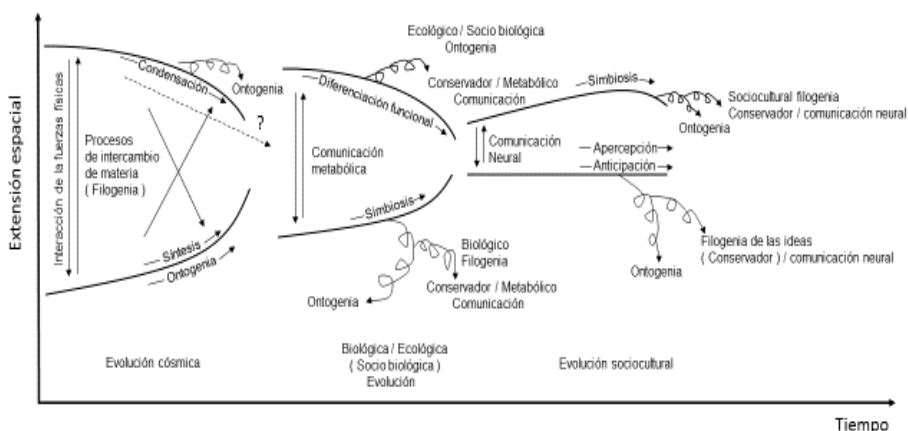 Extensión espacial
Interacción de la fuerzas físicas
Condensación
Ontogenia
?
Procesos
de intercambio
de materia
( Filogenia )
Síntesis
Ontogenia
Evolución cósmica
Ecológico / Socio biológica
Ontogenia
Conservador / Metabólico
Comunicación
Diferenciación funcional
Comunicación
metabólica
Simbiosis
Biológico
Filogenia
Conservador / Metabólico
Comunicación
Ontogenia
Biológica / Ecológica
( Socio biológica )
Evolución
Simbiosis
Sociocultural filogenia
Conservador / comunicación neural
Ontogenia
Comunicación
Neural
Apercepción
Anticipación
Filogenia de las ideas
( Conservador ) / comunicación neural
Ontogenia
Evolución sociocultural
Tiempo